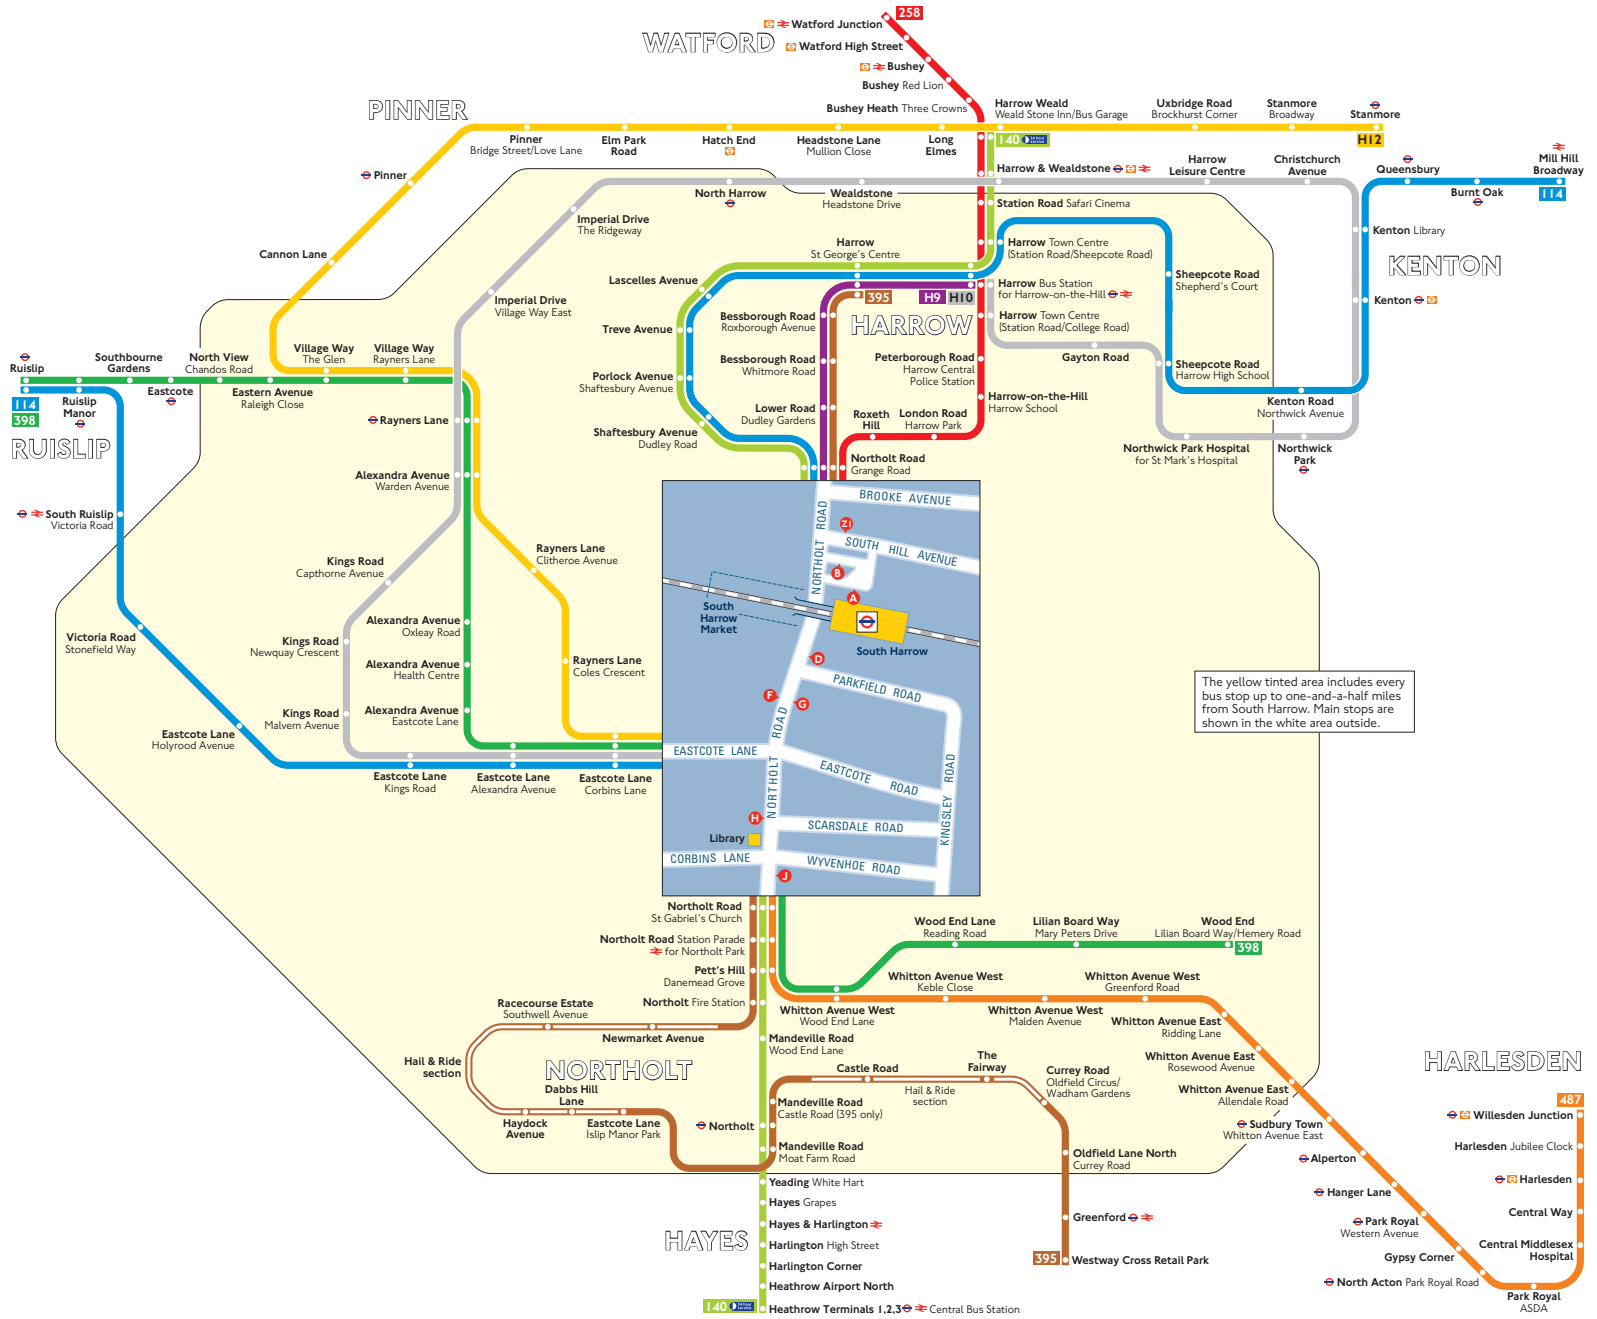 258
Watford Junction
WATFORD
Watford High Street
Bushey
Bushey Red Lion
Bushey Heath Three Crowns
PINNER
Harrow Weald
Weald Stone Inn/Bus Garage
Uxbridge Road
Brockhurst Corner
Stanmore
Broadway
Stanmore
H12
Pinner
Bridge Street/Love Lane
Elm Park
Road
Hatch End
Headstone Lane
Mullion Close
Long
Elmes
140 24 hour service
Pinner
North Harrow
Wealdstone
Headstone Drive
Harrow & Wealdstone
Harrow
Leisure Centre
Christchurch
Avenue
Queensbury
Mill Hill
Broadway
Burnt Oak
114
Imperial Drive
The Ridgeway
Station Road Safari Cinema
Kenton Library
Cannon Lane
Harrow
St George's Centre
Harrow Town Centre
(Station Road/Sheepcote Road)
KENTON
Lascelles Avenue
Sheepcote Road
Shepherd's Court
Imperial Drive
Village Way East
395
H9
H10
Harrow Bus Station
for Harrow-on-the-Hill
Kenton
Treve Avenue
Bessborough Road
Roxborough Avenue
HARROW
Harrow Town Centre
(Station Road/College Road)
Ruislip
Southbourne
Gardens
North View
Chandos Road
Village Way
The Glen
Village Way
Rayners Lane
Bessborough Road
Whitmore Road
Peterborough Road
Harrow Central
Police Station
Gayton Road
Sheepcote Road
Harrow High School
Porlock Avenue
Shaftesbury Avenue
114
398
Ruislip
Manor
Eastcote
Eastern Avenue
Raleigh Close
Harrow-on-the-Hill
Harrow School
Kenton Road
Northwick Avenue
RUISLIP
Rayners Lane
Lower Road
Dudley Gardens
Roxeth
Hill
London Road
Harrow Park
Shaftesbury Avenue
Dudley Road
Northwick Park Hospital
for St Mark's Hospital
Northwick
Park
Northolt Road
Grange Road
Alexandra Avenue
Warden Avenue
South Ruislip
Victoria Road
BROOKE AVENUE
NORTHOLT ROAD
Z1
SOUTH HILL AVENUE
B
A
South
Harrow
Market
South Harrow
D
PARKFIELD ROAD
F
G
NORTHOLT ROAD
EASTCOTE LANE
EASTCOTE ROAD
KINGSLEY ROAD
H
SCARSDALE ROAD
Library
CORBINS LANE
WYVENHOE ROAD
J
Rayners Lane
Clitheroe Avenue
Kings Road
Capthorne Avenue
Alexandra Avenue
Oxleay Road
Victoria Road
Stonefield Way
Kings Road
Newquay Crescent
Alexandra Avenue
Health Centre
Rayners Lane
Coles Crescent
The yellow tinted area includes every
bus stop up to one-and-a-half miles
from South Harrow. Main stops are
shown in the white area outside.
Kings Road
Malvern Avenue
Alexandra Avenue
Eastcote Lane
Eastcote Lane
Holyrood Avenue
Eastcote Lane
Kings Road
Eastcote Lane
Alexandra Avenue
Eastcote Lane
Corbins Lane
Northolt Road
St Gabriel's Church
Northolt Road Station Parade
for Northolt Park
Pett's Hill
Danemead Grove
Northolt Fire Station
Wood End Lane
Reading Road
Lilian Board Way
Mary Peters Drive
Wood End
Lilian Board Way/Hemery Road
398
Whitton Avenue West
Keble Close
Whitton Avenue West
Greenford Road
Whitton Avenue West
Wood End Lane
Whitton Avenue West
Malden Avenue
Whitton Avenue East
Ridding Lane
Racecourse Estate
Southwell Avenue
Newmarket Avenue
Mandeville Road
Wood End Lane
Whitton Avenue East
Rosewood Avenue
HARLESDEN
Hail & Ride
section
NORTHOLT
Castle Road
Hail & Ride
section
The
Fairway
Currey Road
Oldfield Circus/
Wadham Gardens
Dabbs Hill
Lane
Whitton Avenue East
Allendale Road
487
Haydock
Avenue
Eastcote Lane
Islip Manor Park
Mandeville Road
Castle Road (395 only)
Northolt
Sudbury Town
Whitton Avenue East
Willesden Junction
Mandeville Road
Moat Farm Road
Oldfield Lane North
Currey Road
Alperton
Harlesden Jubilee Clock
Yeading White Hart
Hanger Lane
Harlesden
Hayes Grapes
HAYES
Hayes & Harlington
Greenford
Park Royal
Western Avenue
Central Way
Harlington High Street
Gypsy Corner
Central Middlesex
Hospital
Harlington Corner
395
Westway Cross Retail Park
Heathrow Airport North
North Acton Park Royal Road
Park Royal
ASDA
140 24 hour service
Heathrow Terminals 1,2,3 Central Bus Station